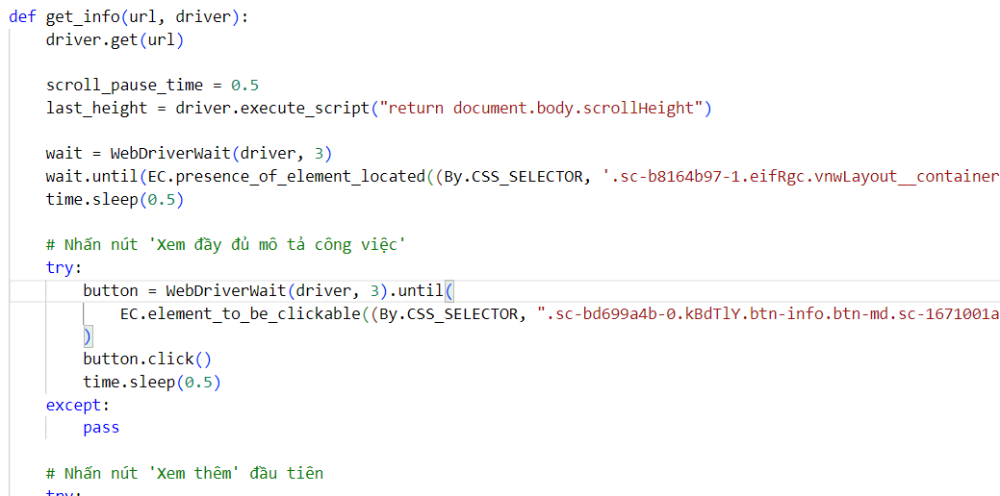 def get_info(url, driver):
    driver.get(url)
    scroll_pause_time = 0.5
    last_height = driver.execute_script("return document.body.scrollHeight")
    wait = WebDriverWait(driver, 3)
    wait.until(EC.presence_of_element_located((By.CSS_SELECTOR, '.sc-b8164b97-1.eifRgc.vnwLayout__container
    time.sleep(0.5)
    # Nhấn nút 'Xem đầy đủ mô tả công việc'
    try:
        button = WebDriverWait(driver, 3).until(
            EC.element_to_be_clickable((By.CSS_SELECTOR, ".sc-bd699a4b-0.kBdTlY.btn-info.btn-md.sc-1671001a
        )
        button.click()
        time.sleep(0.5)
    except:
        pass
    # Nhấn nút 'Xem thêm' đầu tiên
    try: